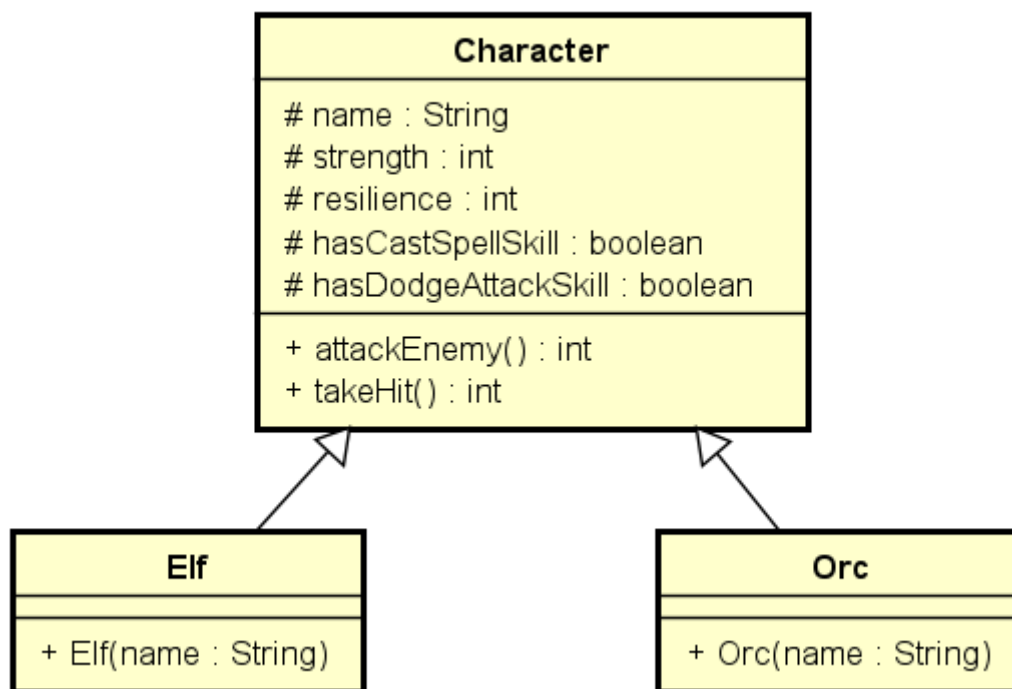 Character
# name : String
# strength : int
# resilience : int
# hasCastSpellSkill : boolean
# hasDodgeAttackSkill : boolean
+ attackEnemy() : int
+ takeHit() : int
Elf
+ Elf(name : String)
Orc
+ Orc(name : String)